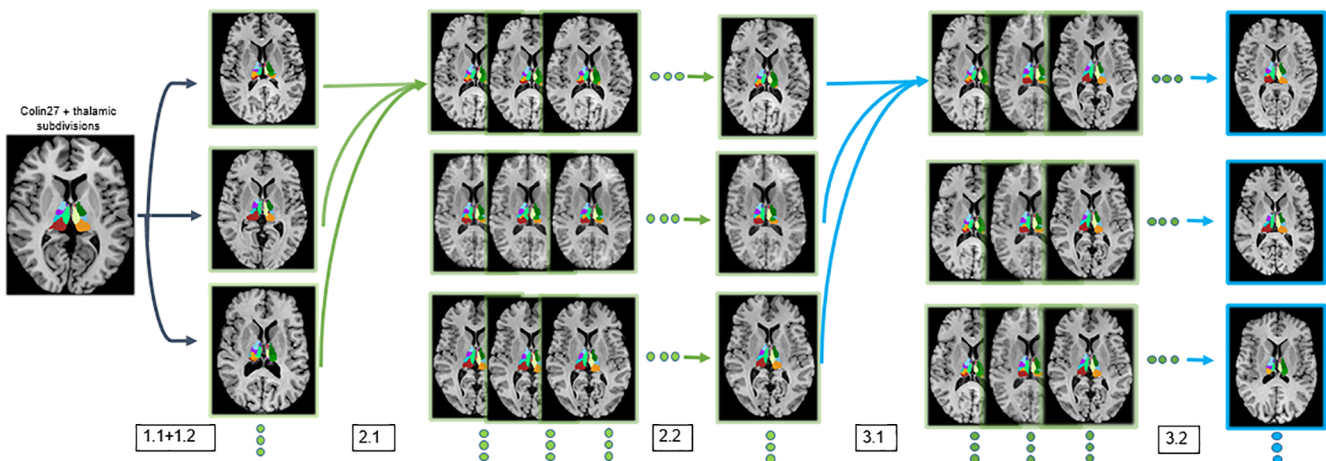 Colin27 + thalamic
subdivisions
1.1+1.2
2.1
2.2
3.1
3.2